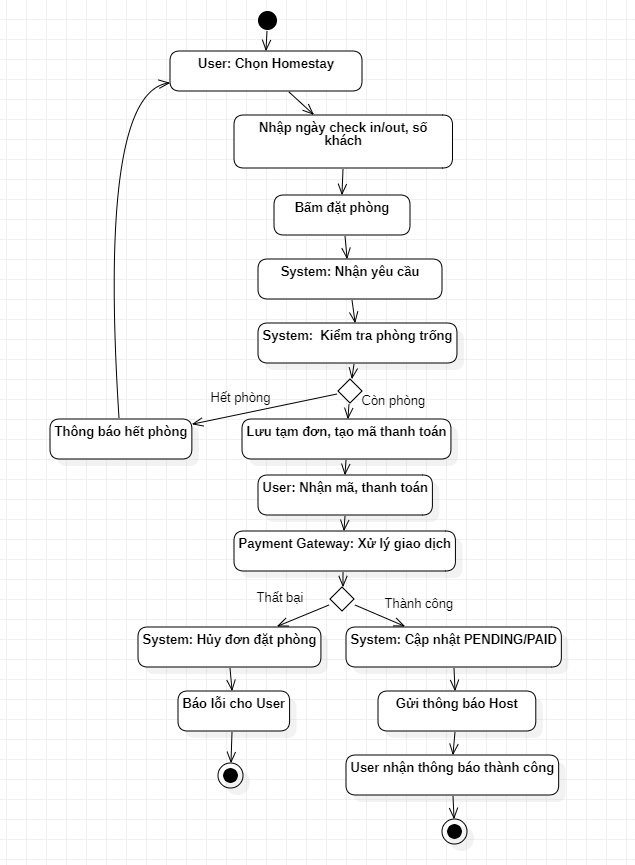 User: Chọn Homestay
Nhập ngày check in/out, số
khách
Bấm đặt phòng
System: Nhận yêu cầu
System:  Kiểm tra phòng trống
Hết phòng
Còn phòng
Thông báo hết phòng
Lưu tạm đơn, tạo mã thanh toán
User: Nhận mã, thanh toán
Payment Gateway: Xử lý giao dịch
Thất bại
Thành công
System: Hủy đơn đặt phòng
System: Cập nhật PENDING/PAID
Báo lỗi cho User
Gửi thông báo Host
User nhận thông báo thành công